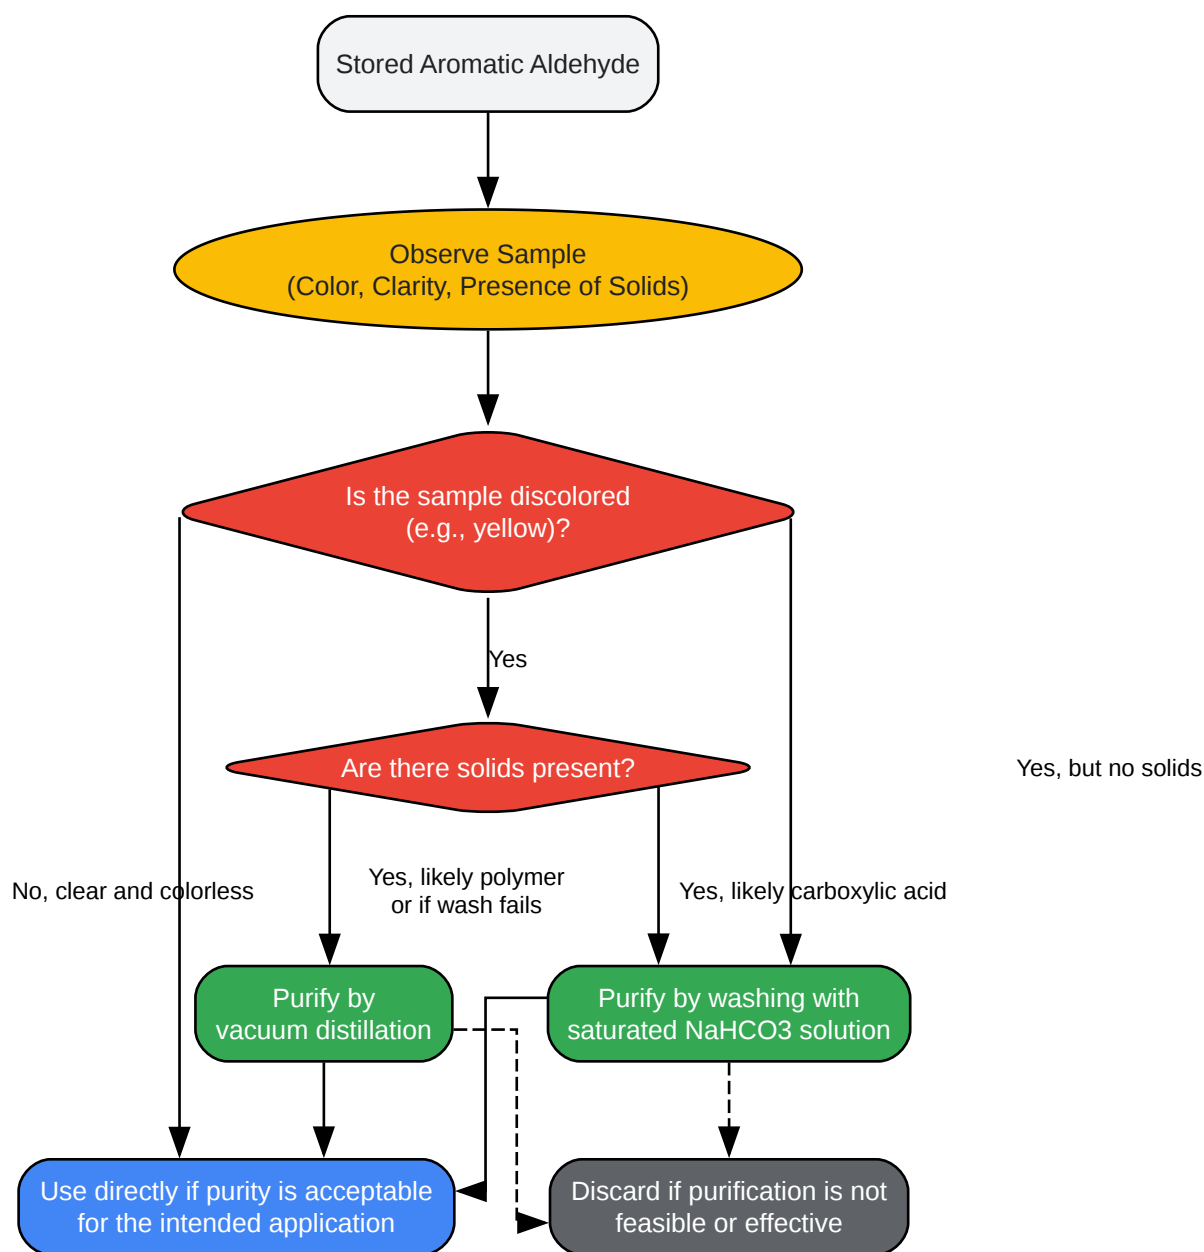 Stored Aromatic Aldehyde
Observe Sample
(Color, Clarity, Presence of Solids)
Is the sample discolored
(e.g., yellow)?
Yes
Are there solids present?
Yes, but no solids
No, clear and colorless
Yes, likely polymer
or if wash fails
Yes, likely carboxylic acid
Purify by
vacuum distillation
Purify by washing with
saturated NaHCO3 solution
Use directly if purity is acceptable
for the intended application
Discard if purification is not
feasible or effective